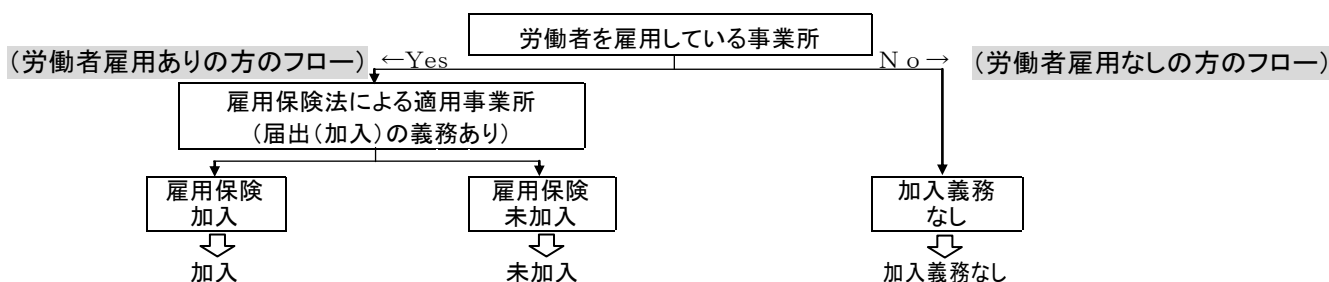 労働者を雇用している事業所
(労働者雇用ありの方のフロー) ←Yes No→ (労働者雇用なしの方のフロー)
雇用保険法による適用事業所
(届出(加入)の義務あり)
雇用保険
加入
雇用保険
未加入
加入義務
なし
加入
未加入
加入義務なし